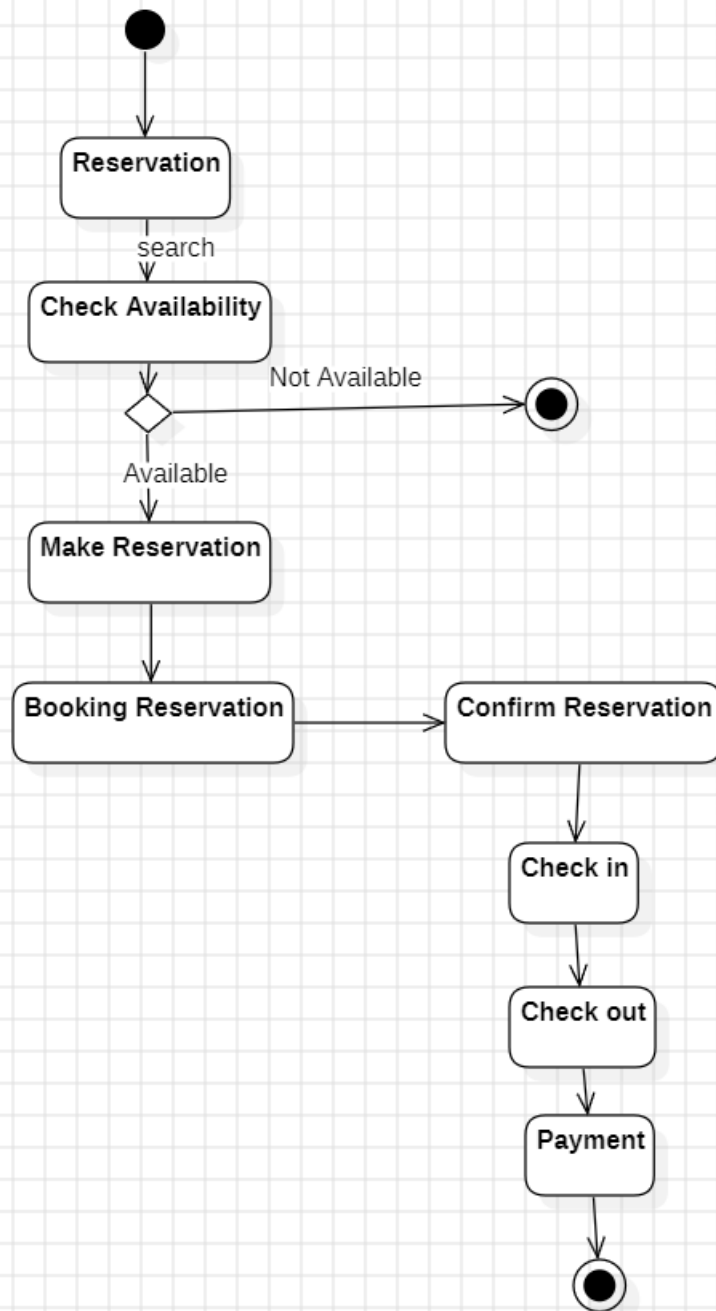 Reservation
search
Check Availability
Not Available
Available
Make Reservation
Booking Reservation
Confirm Reservation
Check in
Check out
Payment